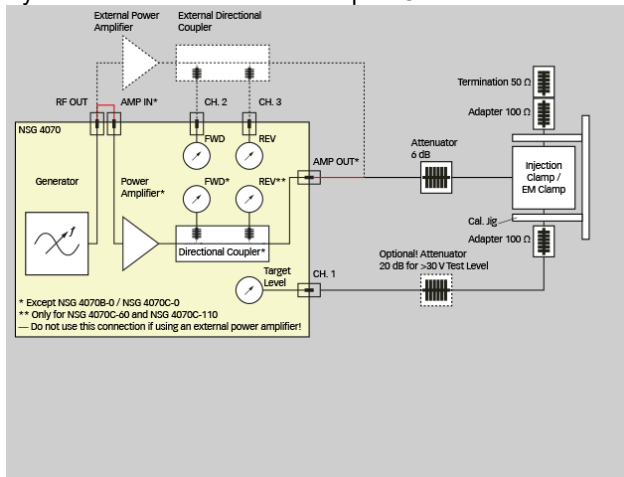 External Power
Amplifier
External Directional
Coupler
RF OUT
AMP IN*
CH. 2
CH. 3
NSG 4070
FWD
REV
Generator
Power
Amplifier*
FWD*
REV**
Directional Coupler*
AMP OUT*
Target
Level
CH. 1
Attenuator
6 dB
Optional! Attenuator
20 dB for >30 V Test Level
Termination 50 Ω
Adapter 100 Ω
Injection
Clamp /
EM Clamp
Cal. Jig
Adapter 100 Ω
* Except NSG 4070B-0 / NSG 4070C-0
** Only for NSG 4070C-60 and NSG 4070C-110
— Do not use this connection if using an external power amplifier!